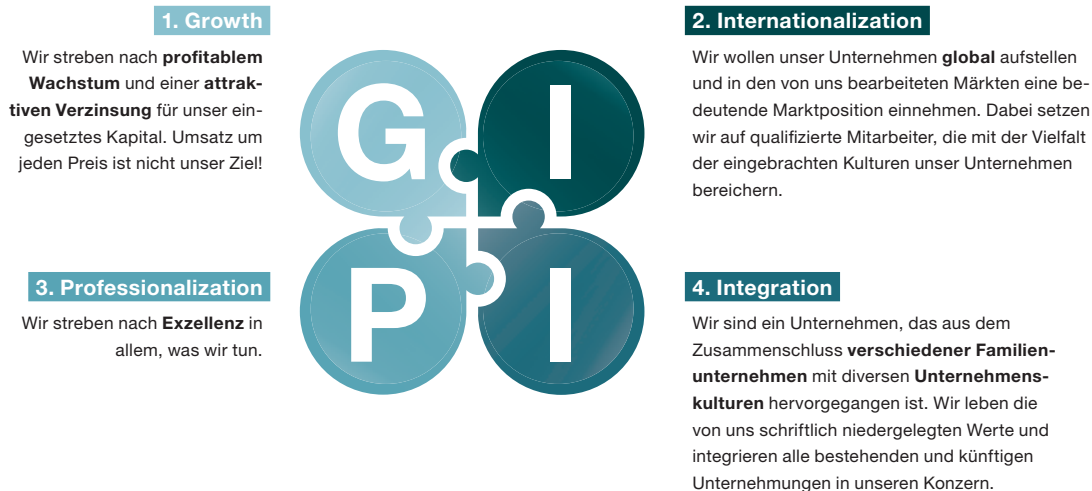 1. Growth
Wir streben nach profitablem
Wachstum und einer attrak-
tiven Verzinsung für unser ein-
gesetztes Kapital. Umsatz um
jeden Preis ist nicht unser Ziel!
G I
P I
2. Internationalization
Wir wollen unser Unternehmen global aufstellen
und in den von uns bearbeiteten Märkten eine be-
deutende Marktposition einnehmen. Dabei setzen
wir auf qualifizierte Mitarbeiter, die mit der Vielfalt
der eingebrachten Kulturen unser Unternehmen
bereichern.
3. Professionalization
Wir streben nach Exzellenz in
allem, was wir tun.
4. Integration
Wir sind ein Unternehmen, das aus dem
Zusammenschluss verschiedener Familien-
unternehmen mit diversen Unternehmens-
kulturen hervorgegangen ist. Wir leben die
von uns schriftlich niedergelegten Werte und
integrieren alle bestehenden und künftigen
Unternehmungen in unseren Konzern.